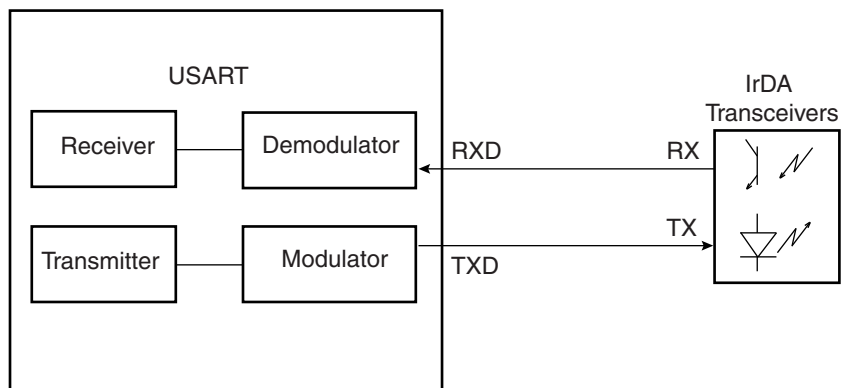 USART
IrDA
Transceivers
Receiver
Demodulator
RXD
RX
Transmitter
Modulator
TXD
TX